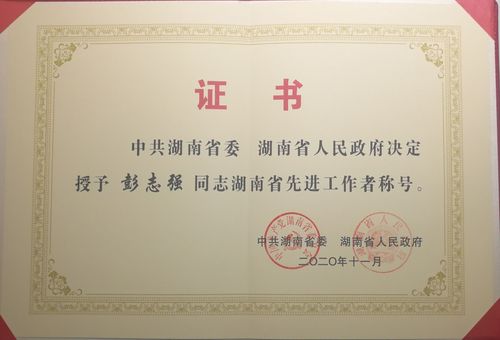 证书
中共湖南省委 湖南省人民政府决定
授予 彭志强 同志湖南省先进工作者称号。
中共湖南省委 湖南省人民政府
二〇二〇年十一月